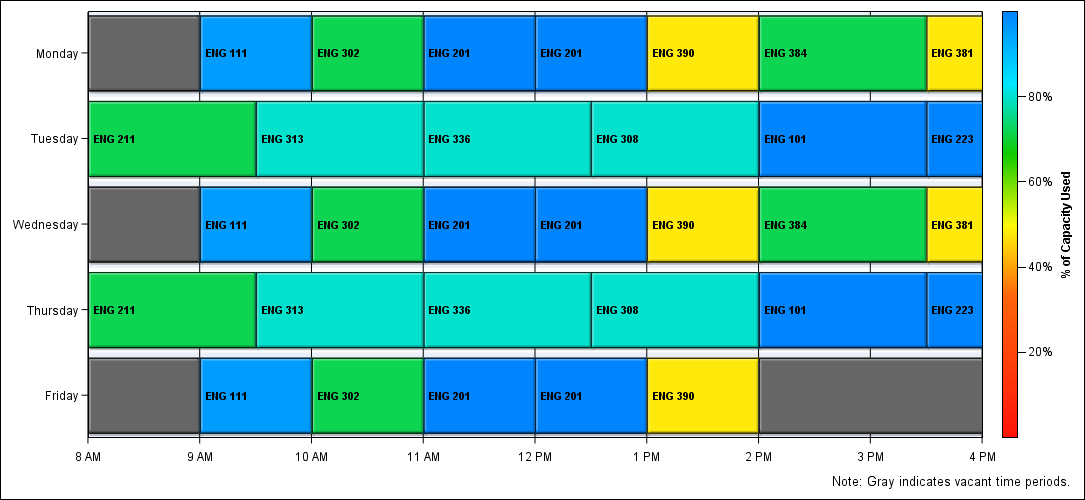 Monday
ENG 111
ENG 302
ENG 201
ENG 201
ENG 390
ENG 384
ENG 381
Tuesday
ENG 211
ENG 313
ENG 336
ENG 308
ENG 101
ENG 223
Wednesday
ENG 111
ENG 302
ENG 201
ENG 201
ENG 390
ENG 384
ENG 381
Thursday
ENG 211
ENG 313
ENG 336
ENG 308
ENG 101
ENG 223
Friday
ENG 111
ENG 302
ENG 201
ENG 201
ENG 390
8 AM
9 AM
10 AM
11 AM
12 PM
1 PM
2 PM
3 PM
4 PM
80%
60%
40%
20%
% of Capacity Used
Note: Gray indicates vacant time periods.